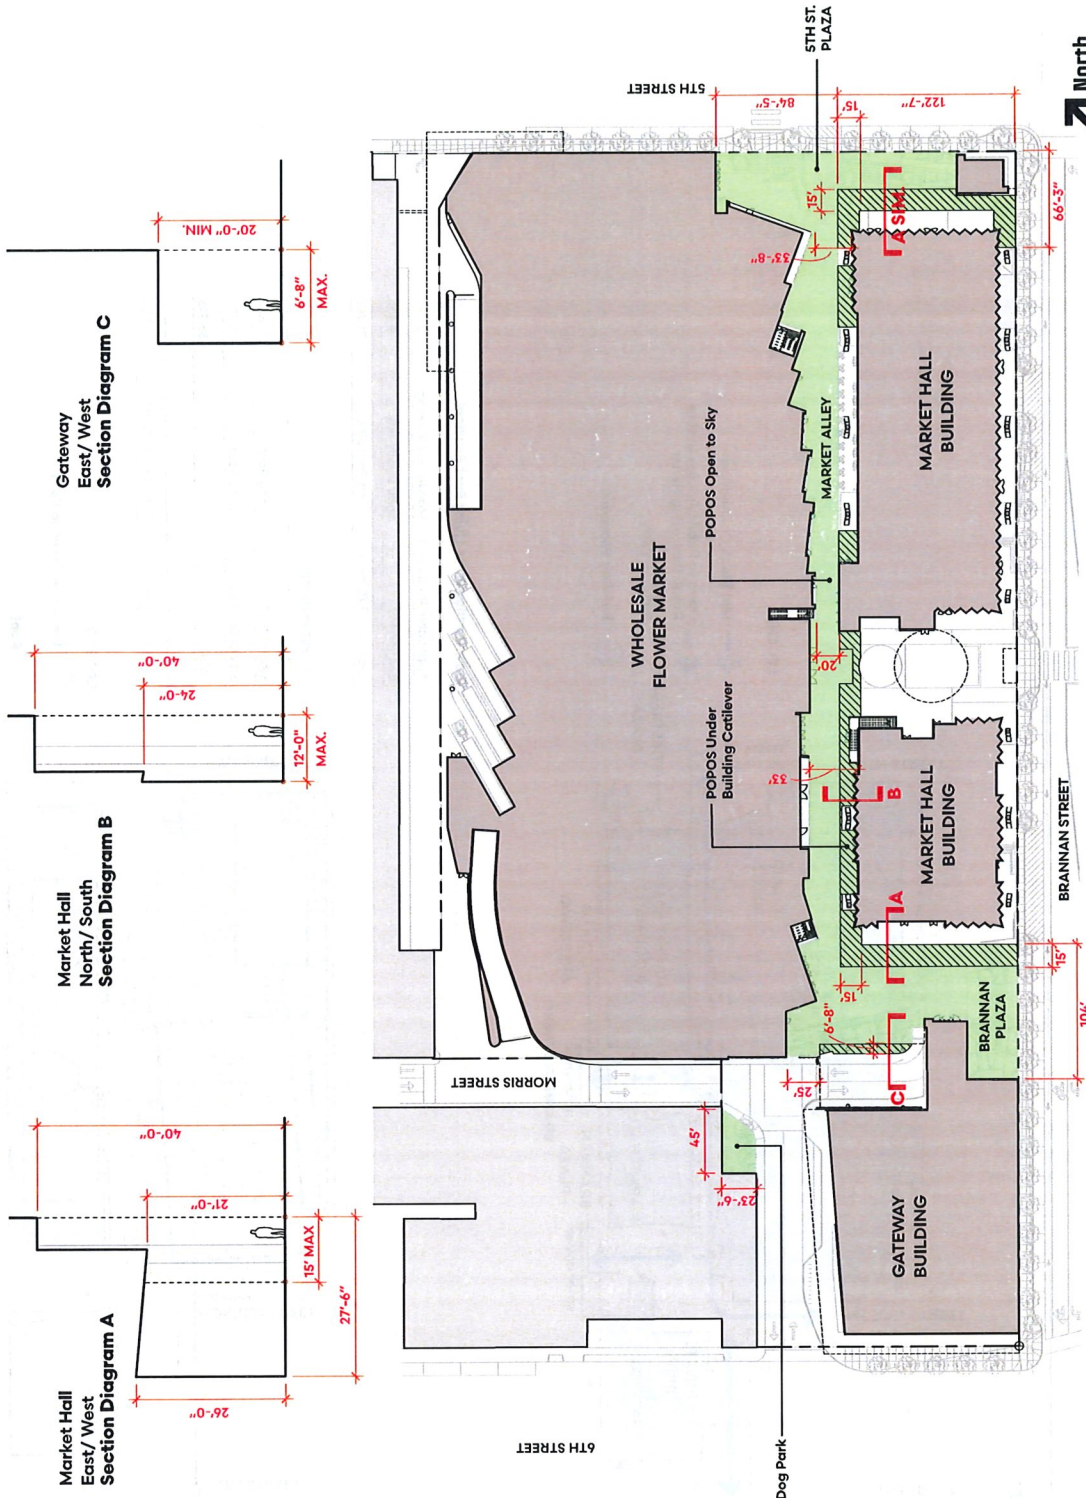 Market Hall
East/ West
Section Diagram A
26'-0"
40'-0"
21'-0"
15' MAX
27'-6"
Market Hall
North/ South
Section Diagram B
40'-0"
24-0"
12'-0"
MAX.
Gateway
East/ West
Section Diagram C
20'-0" MIN.
6'-8"
MAX.
6TH STREET
MORRIS STREET
5TH STREET
BRANNAN STREET
5TH ST.
PLAZA
North
WHOLESALE
FLOWER MARKET
MARKET ALLEY
POPOS Open to Sky
POPOS Under
Building Catilever
MARKET HALL
BUILDING
MARKET HALL
BUILDING
GATEWAY
BUILDING
BRANNAN
PLAZA
Dog Park
84'-5"
122'-7"
15'
15'
33'-8"
66'-3"
A SIM.
20'
33'
B
A
15'
15'
6'-8"
25'
C
45'
23'-6"